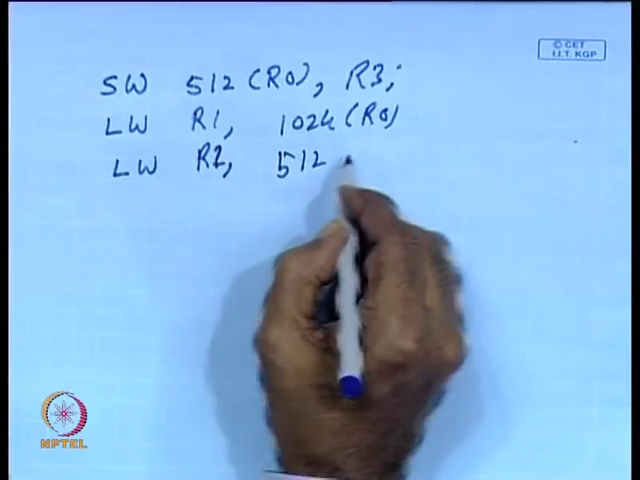 © CET
I.I.T. KGP
SW 512 (R0), R3;
LW R1, 1024 (R0)
LW R2, 512
NPTEL